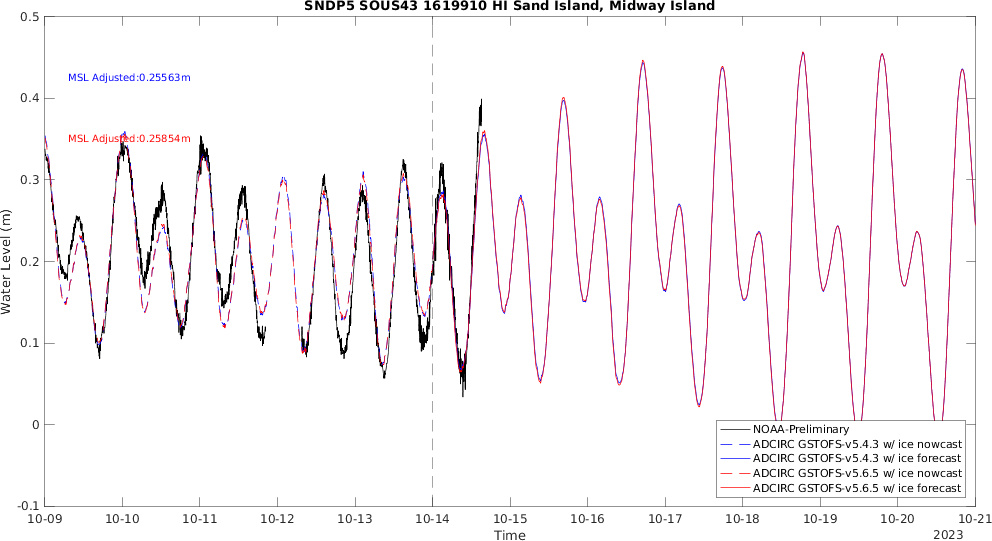 SNDP5 SOUS43 1619910 HI Sand Island, Midway Island
0.5
0.4
0.3
0.2
0.1
0
-0.1
Water Level (m)
MSL Adjusted:0.25563m
MSL Adjusted:0.25854m
NOAA-Preliminary
ADCIRC GSTOFS-v5.4.3 w/ ice nowcast
ADCIRC GSTOFS-v5.4.3 w/ ice forecast
ADCIRC GSTOFS-v5.6.5 w/ ice nowcast
ADCIRC GSTOFS-v5.6.5 w/ ice forecast
10-09 10-10 10-11 10-12 10-13 10-14 10-15 10-16 10-17 10-18 10-19 10-20 10-21
Time
2023